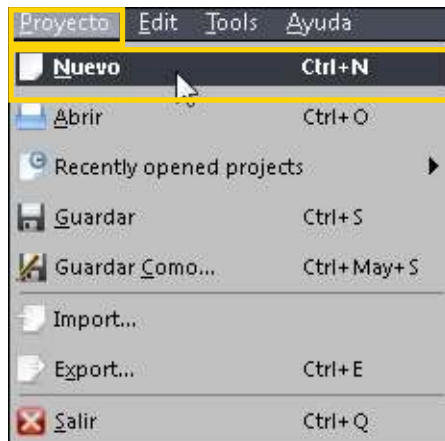 Proyecto Edit Tools Ayuda
Nuevo Ctrl+N
Abrir Ctrl+O
Recently opened projects
Guardar Ctrl+S
Guardar Como... Ctrl+May+S
Import...
Export... Ctrl+E
Salir Ctrl+Q